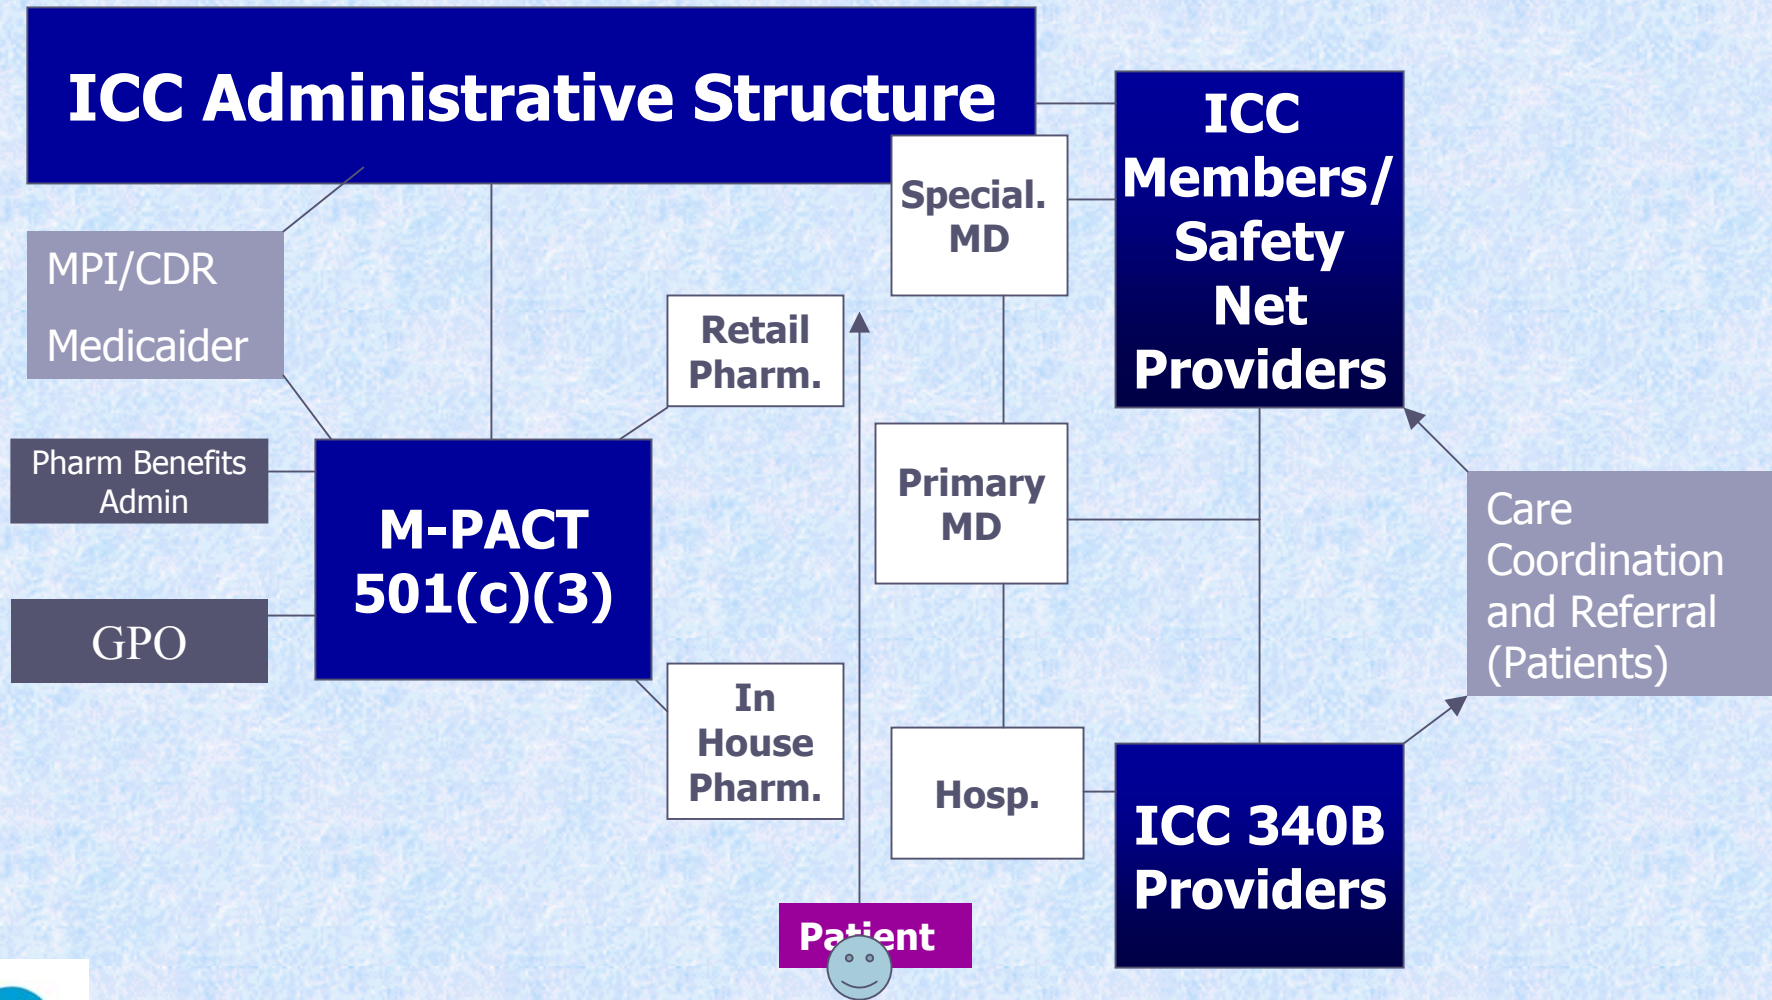 ICC Administrative Structure
ICC
Members/
Safety
Net
Providers
Special.
MD
MPI/CDR
Medicaider
Retail
Pharm.
Primary
MD
Pharm Benefits
Admin
M-PACT
501(c)(3)
GPO
Care
Coordination
and Referral
(Patients)
In
House
Pharm.
Hosp.
ICC 340B
Providers
Patient